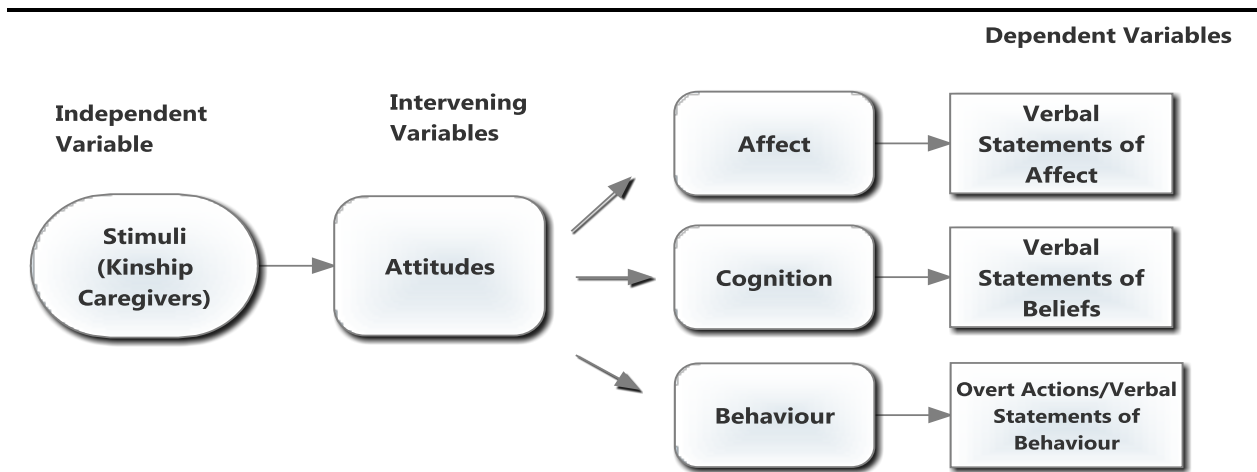 Dependent Variables
Independent
Variable
Intervening
Variables
Stimuli
(Kinship
Caregivers)
Attitudes
Affect
Verbal
Statements of
Affect
Cognition
Verbal
Statements of
Beliefs
Behaviour
Overt Actions/Verbal
Statements of
Behaviour